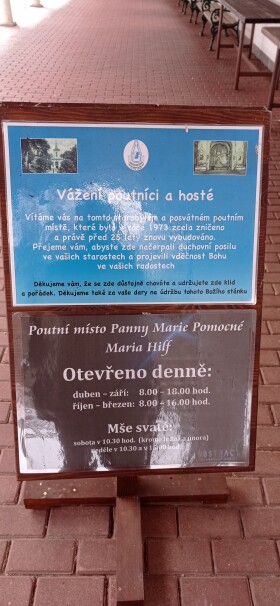 Vážení poutníci a hosté
Vítáme vás na tomto starobylém a posvátném poutním
místě, které bylo v roce 1973 zcela zničeno
a právě před 25 lety znovu vybudováno.
Přejeme vám, abyste zde načerpali duchovní posilu
ve vašich starostech a projevili vděčnost Bohu
ve vašich radostech
Děkujeme vám, že se zde důstojně chováte a udržujete zde klid
a pořádek. Děkujeme také za vaše dary na údržbu tohoto Božího stánku
Poutní místo Panny Marie Pomocné
Maria Hilf
Otevřeno denně:
duben – září: 8.00 – 18.00 hod.
říjen – březen: 8.00 – 16.00 hod.
Mše svaté:
sobota v 10.30 hod. (kromě ledna a února)
neděle v 10.30 a v 15.00 hod.